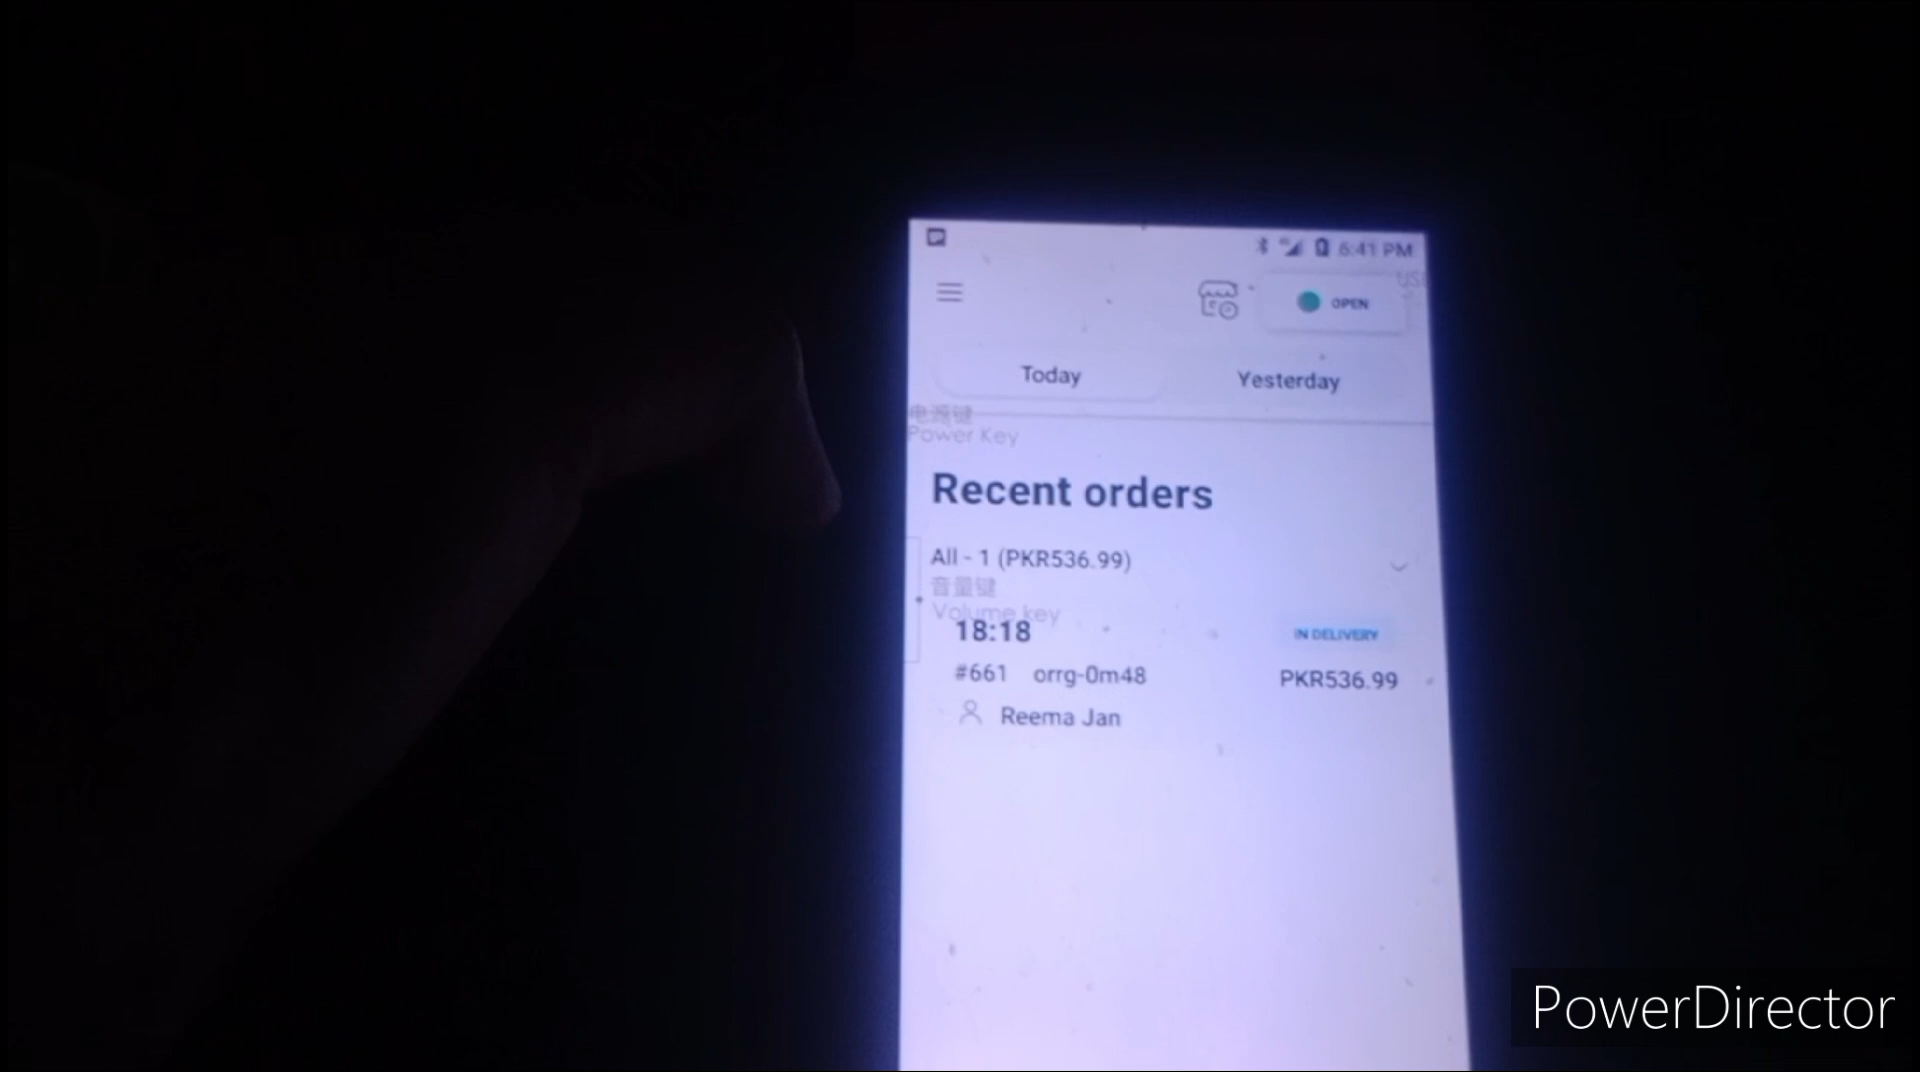 6:41 PM
OPEN
Today
Yesterday
电源键
Power Key
Recent orders
All - 1 (PKR536.99)
音量键
Volume key
18:18
IN DELIVERY
#661 orrg-0m48
PKR536.99
Reema Jan
PowerDirector